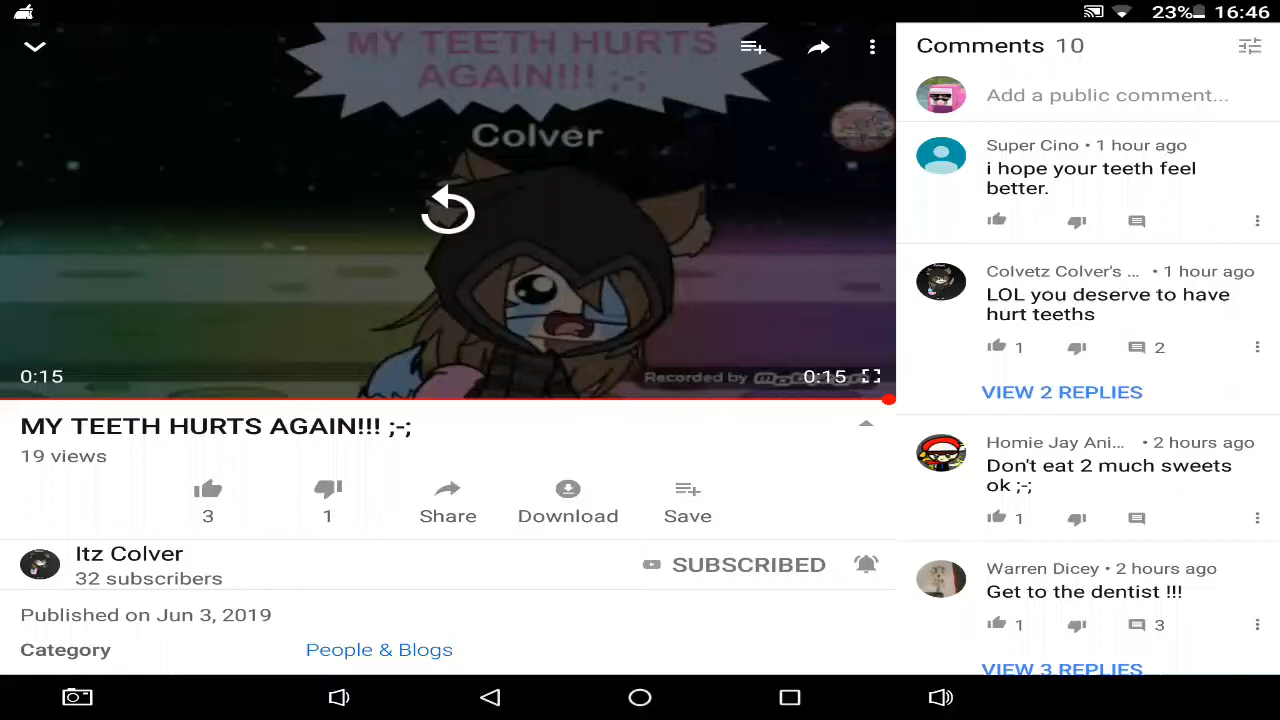 23% 16:46
MY TEETH HURTS
AGAIN!!! ;-;
Colver
Recorded by
0:15
0:15
MY TEETH HURTS AGAIN!!! ;-;
19 views
3
1
Share
Download
Save
Itz Colver
32 subscribers
SUBSCRIBED
Published on Jun 3, 2019
Category
People & Blogs
Comments 10
Add a public comment...
Super Cino • 1 hour ago
i hope your teeth feel
better.
Colvetz Colver's ... • 1 hour ago
LOL you deserve to have
hurt teeths
1
2
VIEW 2 REPLIES
Homie Jay Ani... • 2 hours ago
Don't eat 2 much sweets
ok ;-;
1
Warren Dicey • 2 hours ago
Get to the dentist !!!
1
3
VIEW 3 REPLIES